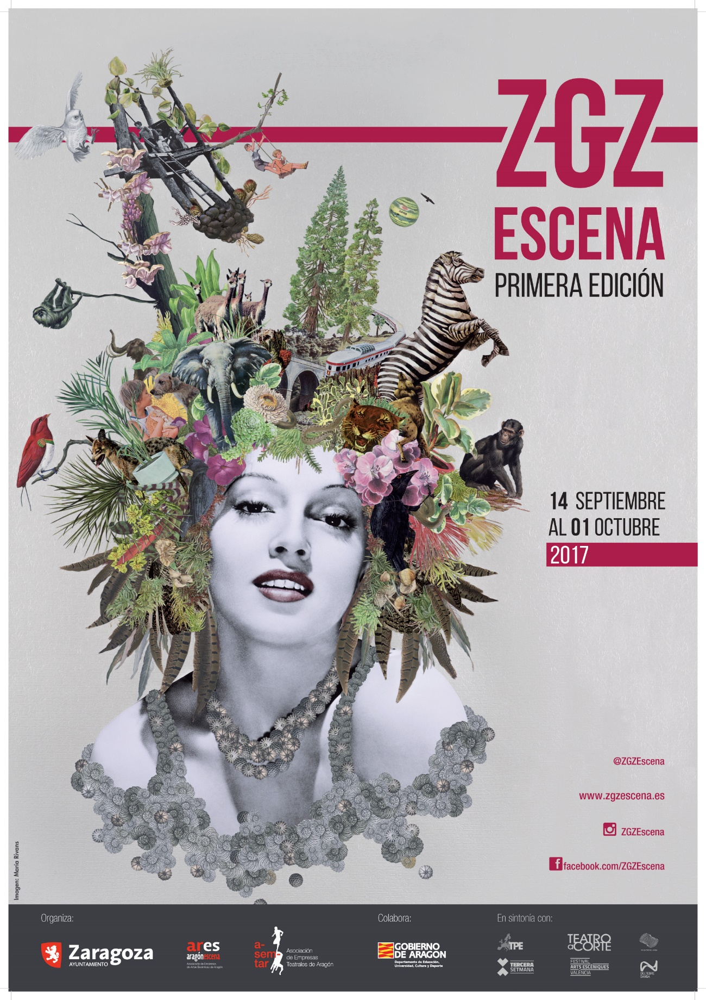 ZGZ
ESCENA
PRIMERA EDICIÓN
JUPITER
14 SEPTIEMBRE
AL 01 OCTUBRE
2017
@ZGZEscena
www.zgzescena.es
ZGZEscena
facebook.com/ZGZEscena
Imagen: María Rivans
Organiza:
Zaragoza
AYUNTAMIENTO
ares
aragónescena
Asociación de Empresas
de Artes Escénicas de Aragón
a-
sem-
tar
Asociación
de Empresas
Teatrales de Aragón
Colabora:
GOBIERNO
DE ARAGON
Departamento de Educación,
Universidad, Cultura y Deporte
En sintonía con:
TPE
TEATRO
aCORTE
TERCERA
SETMANA
FESTIVAL
ARTS ESCÈNIQUES
VALÈNCIA
DELTEBRE
DANSA